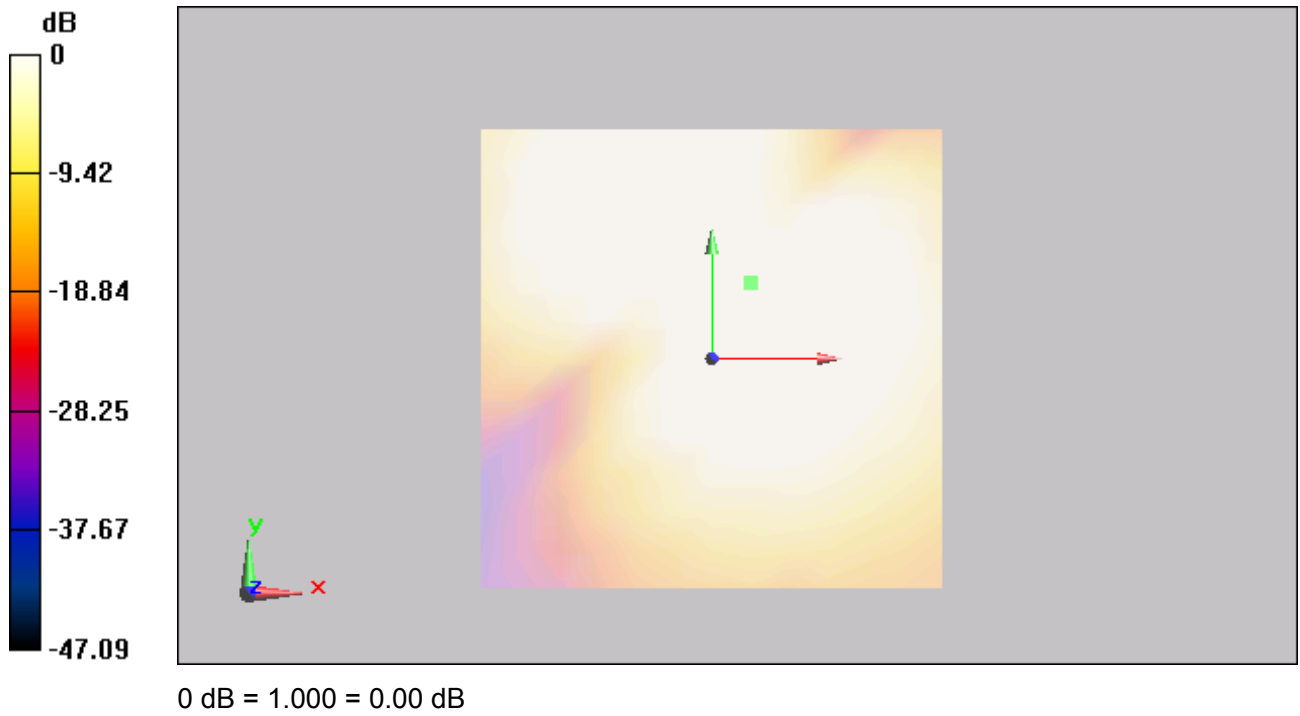 dB
0
-9.42
-18.84
-28.25
-37.67
-47.09
y
z
x
0 dB = 1.000 = 0.00 dB